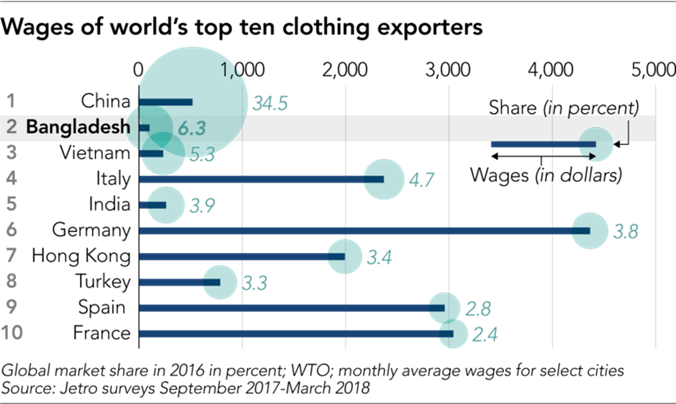 Wages of world's top ten clothing exporters
0 1,000 2,000 3,000 4,000 5,000
1 China 34.5
Share (in percent)
2 Bangladesh 6.3
3 Vietnam 5.3
Wages (in dollars)
4 Italy 4.7
5 India 3.9
6 Germany 3.8
7 Hong Kong 3.4
8 Turkey 3.3
9 Spain 2.8
10 France 2.4
Global market share in 2016 in percent; WTO; monthly average wages for select cities
Source: Jetro surveys September 2017-March 2018